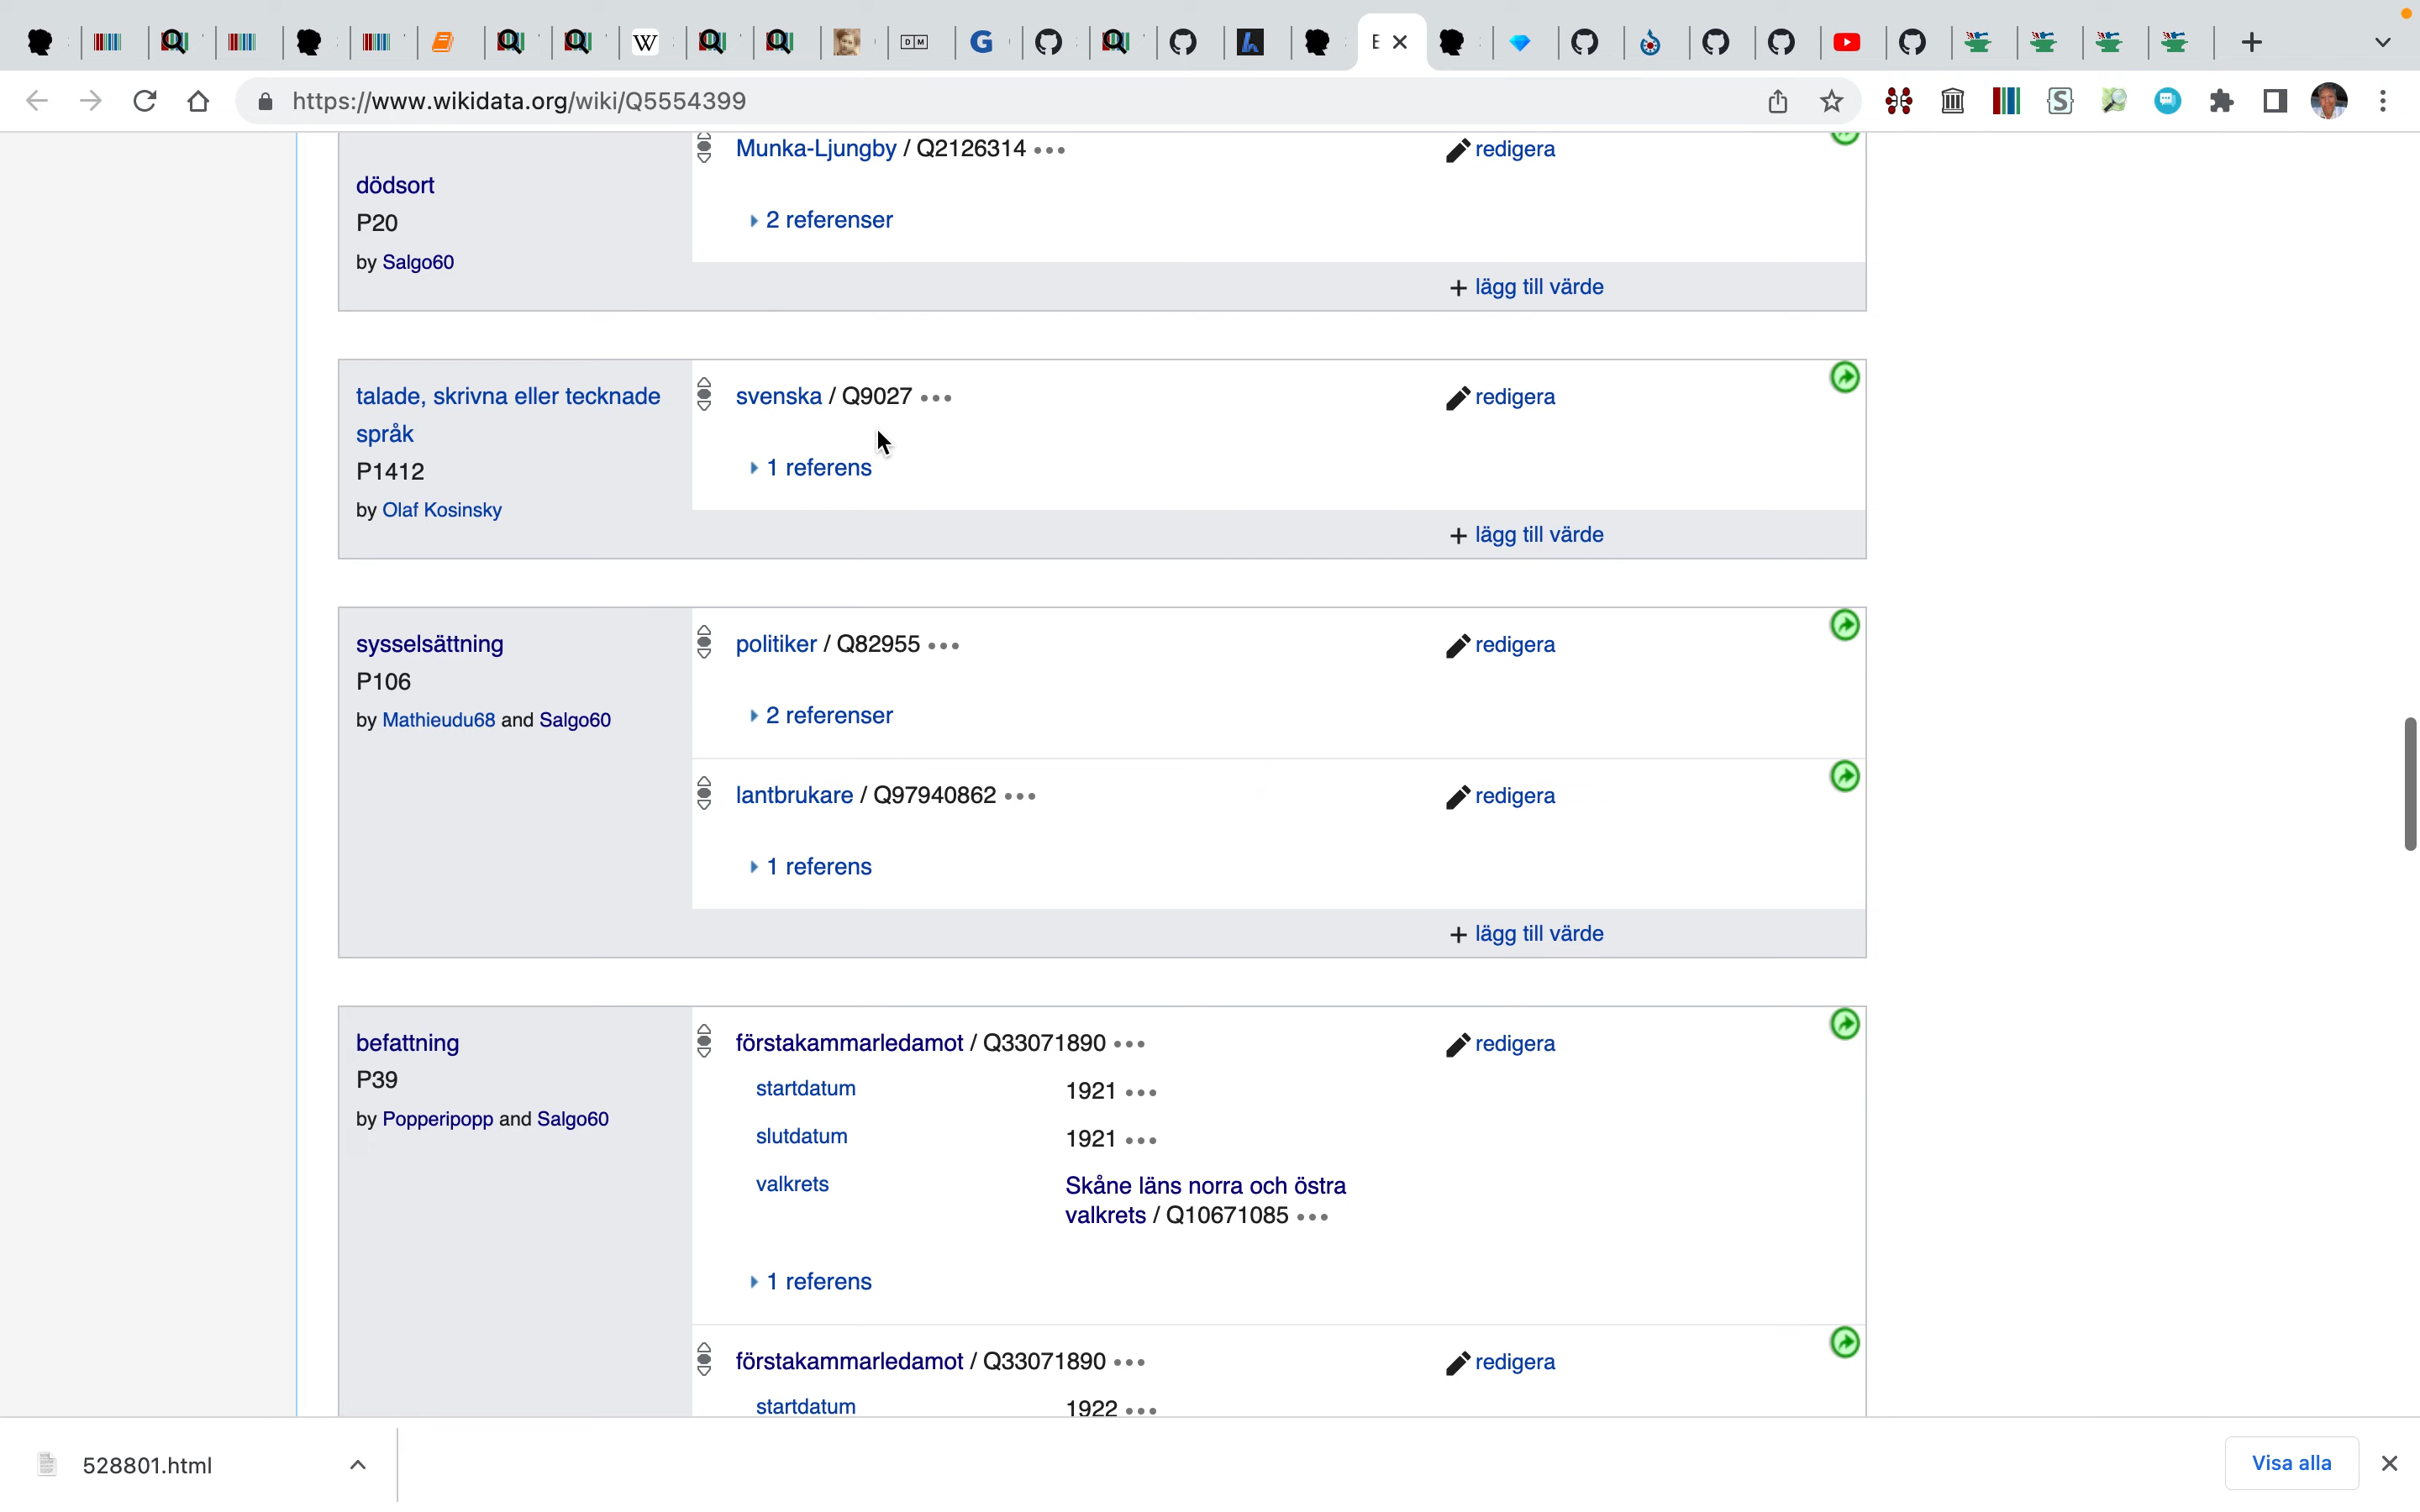 W
D M
G
E
https://www.wikidata.org/wiki/Q5554399
Munka-Ljungby / Q2126314
redigera
dödsort
P20
by Salgo60
2 referenser
+ lägg till värde
talade, skrivna eller tecknade
språk
P1412
by Olaf Kosinsky
svenska / Q9027
redigera
1 referens
+ lägg till värde
sysselsättning
P106
by Mathieudu68 and Salgo60
politiker / Q82955
redigera
2 referenser
lantbrukare / Q97940862
redigera
1 referens
+ lägg till värde
befattning
P39
by Popperipopp and Salgo60
förstakammarledamot / Q33071890
redigera
startdatum 1921
slutdatum 1921
valkrets Skåne läns norra och östra
valkrets / Q10671085
1 referens
förstakammarledamot / Q33071890
redigera
startdatum 1922
528801.html
Visa alla